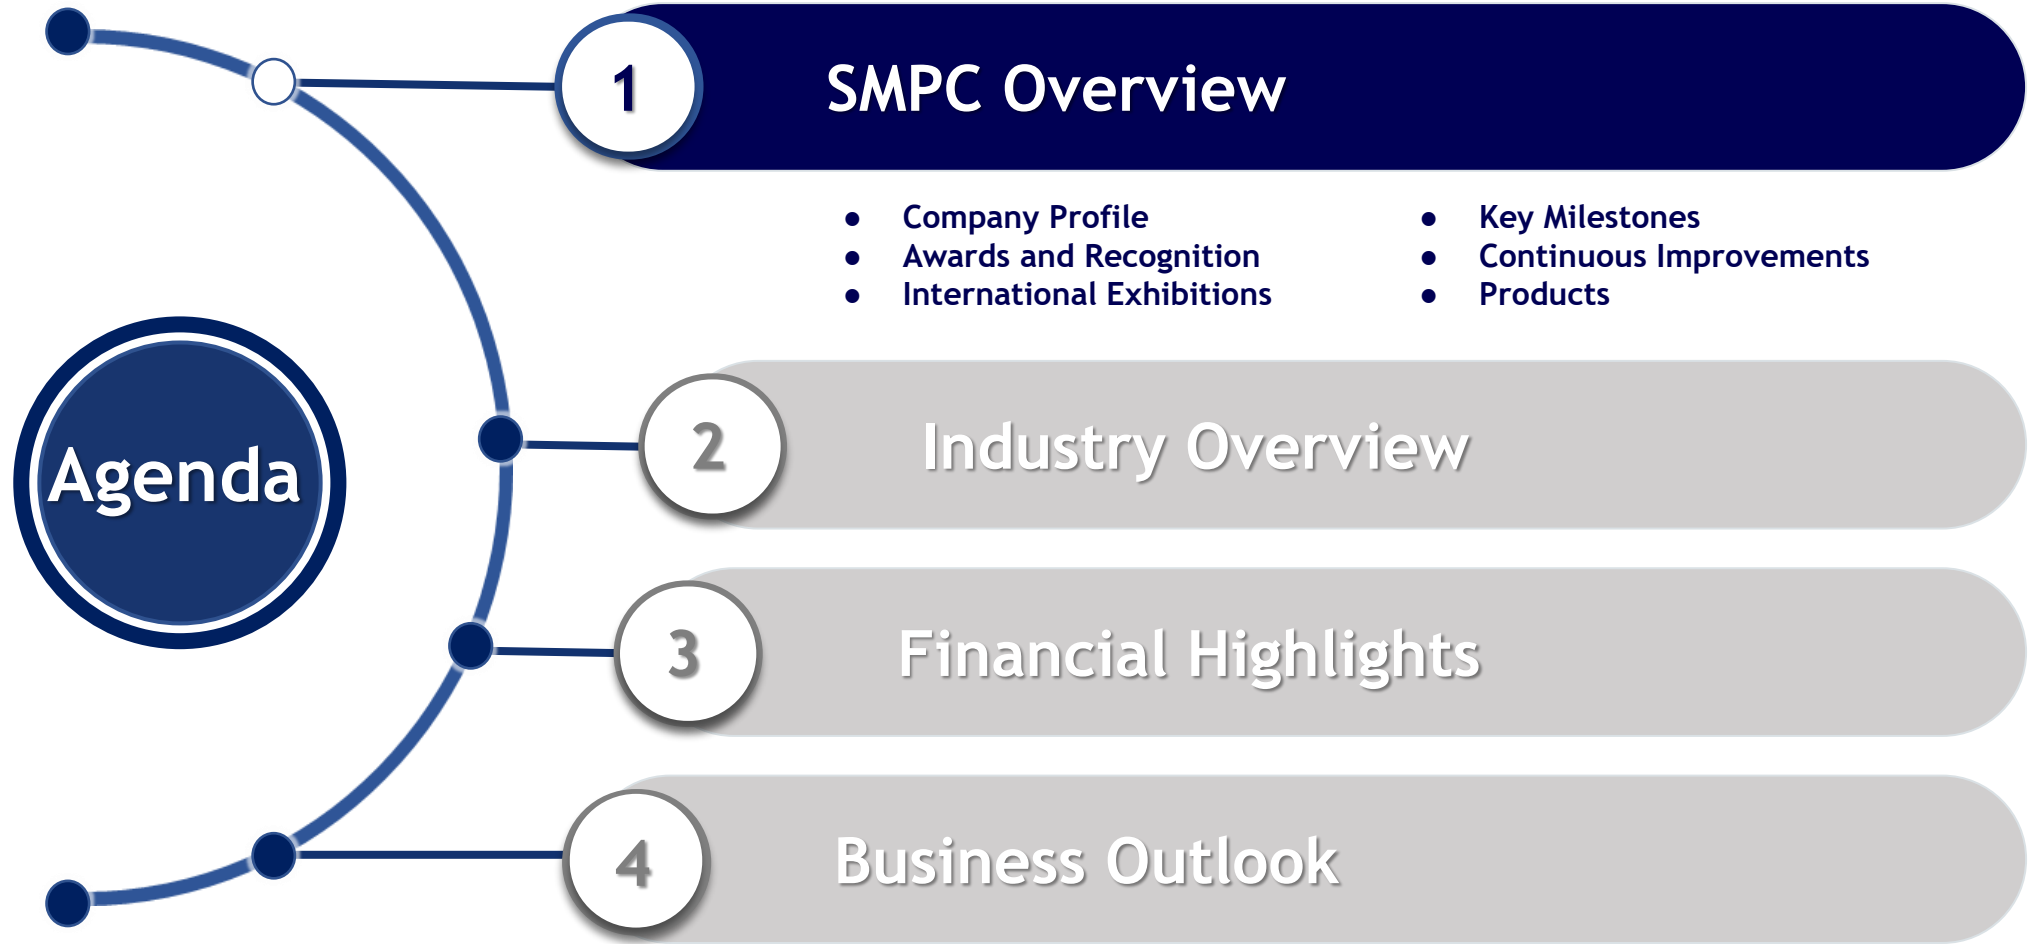 Agenda
1
SMPC Overview
● Company Profile
● Awards and Recognition
● International Exhibitions
● Key Milestones
● Continuous Improvements
● Products
2
Industry Overview
3
Financial Highlights
4
Business Outlook